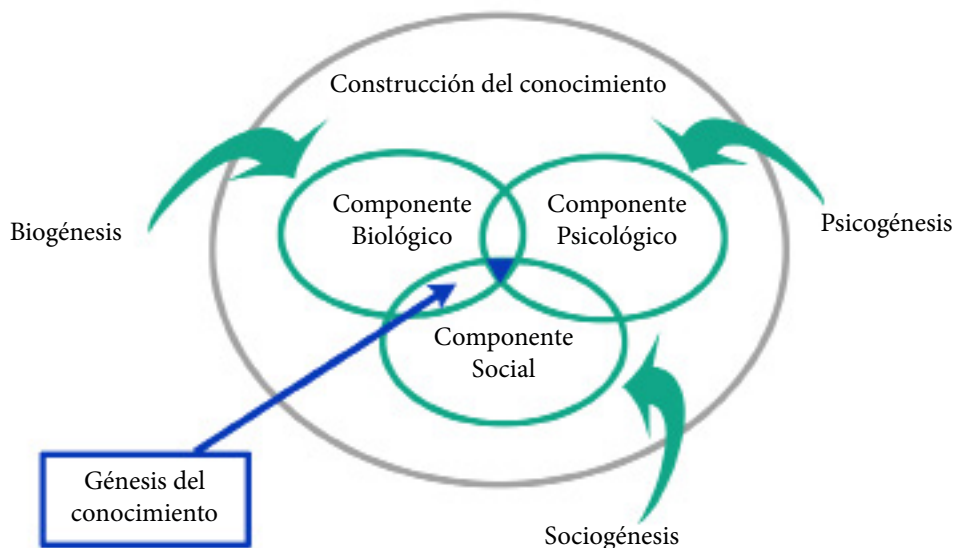 Construcción del conocimiento
Biogénesis
Componente
Biológico
Componente
Psicológico
Psicogénesis
Componente
Social
Génesis del
conocimiento
Sociogénesis